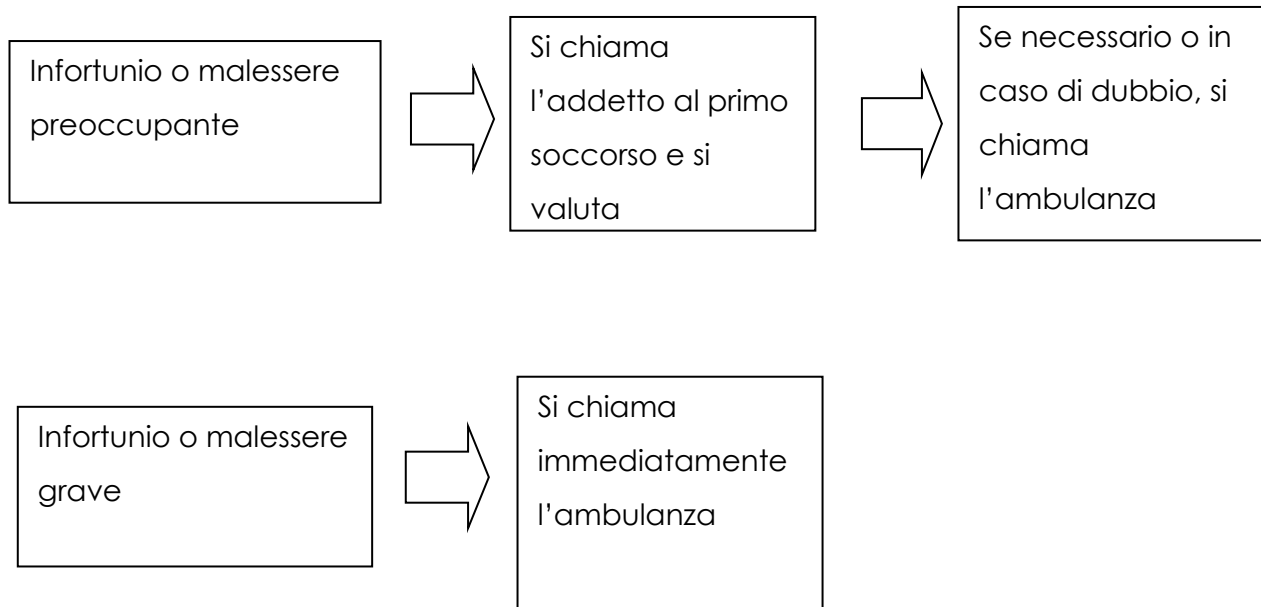 Infortunio o malessere
preoccupante
Si chiama
l’addetto al primo
soccorso e si
valuta
Se necessario o in
caso di dubbio, si
chiama
l’ambulanza
Infortunio o malessere
grave
Si chiama
immediatamente
l’ambulanza